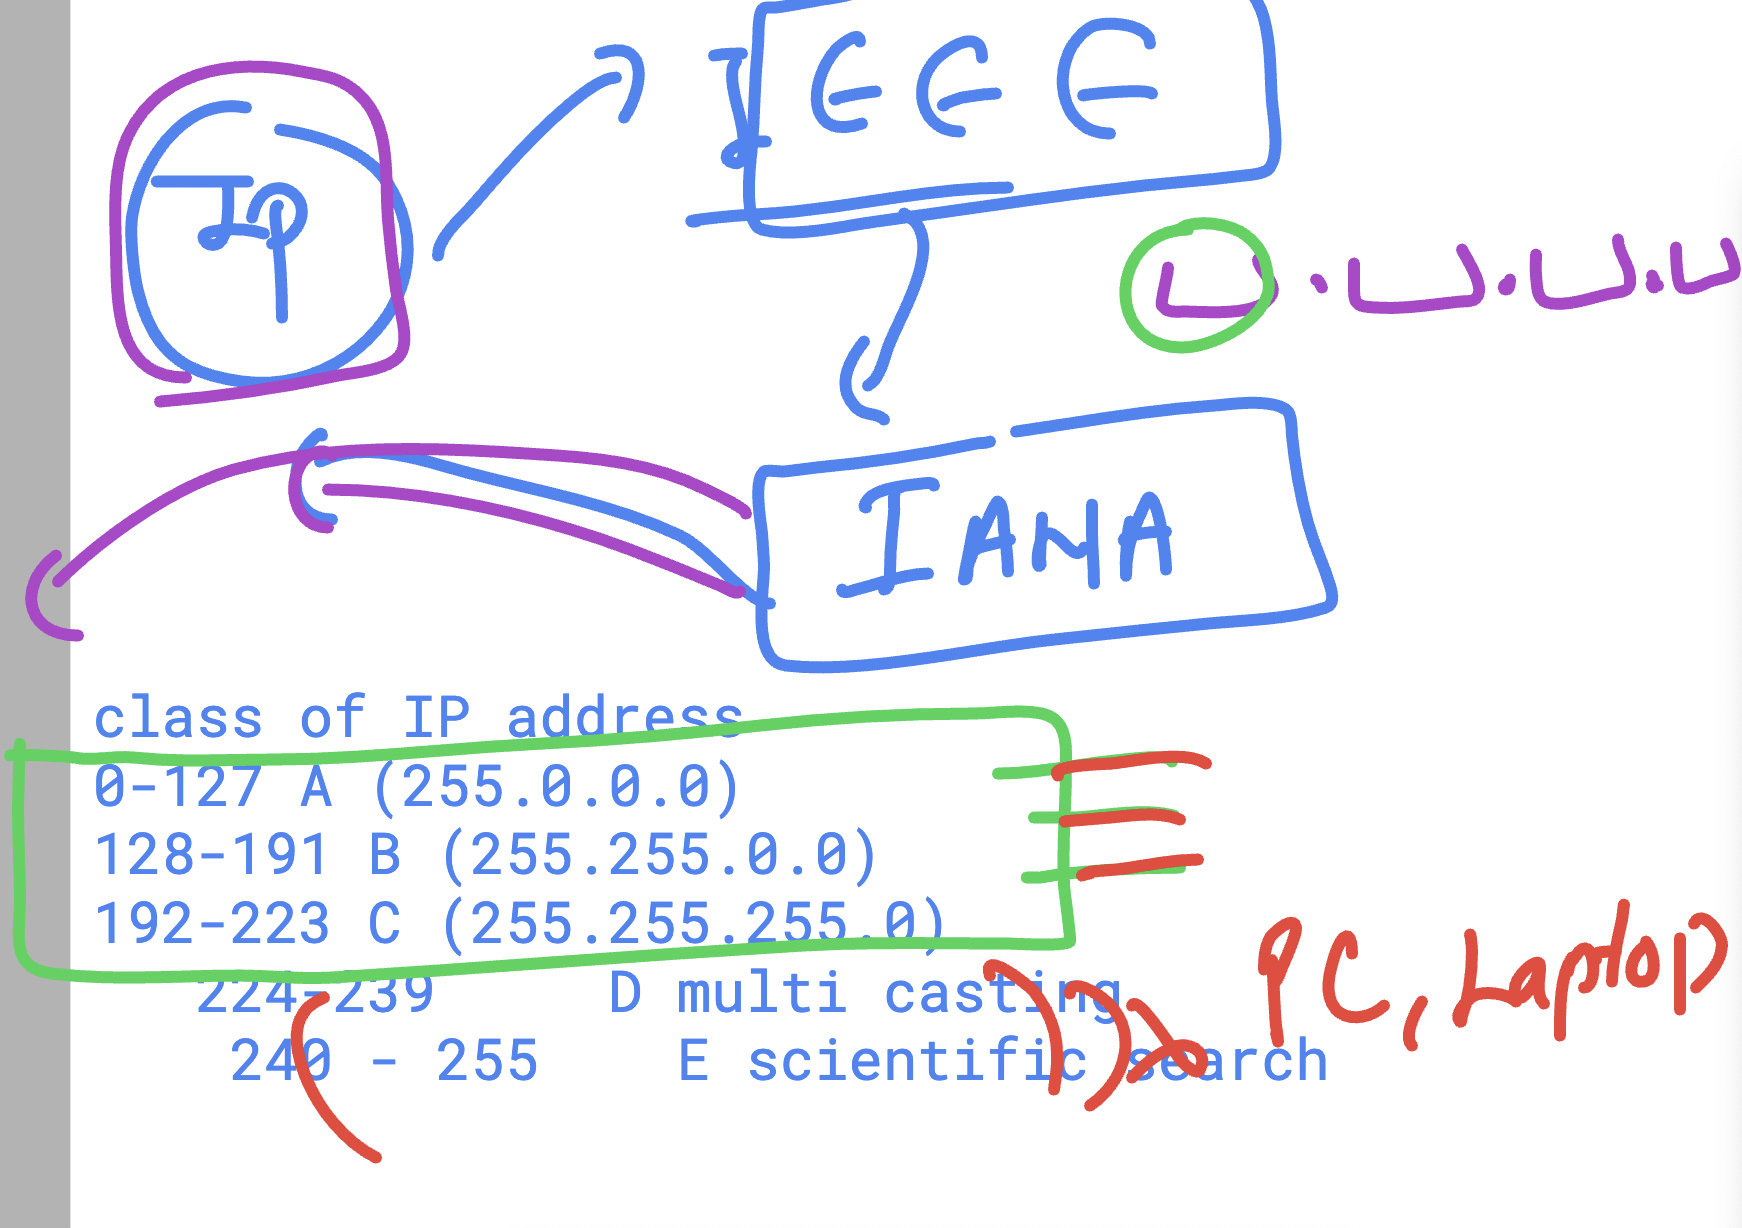 IEEE
IP
IANA
class of IP address
0-127 A (255.0.0.0)
128-191 B (255.255.0.0)
192-223 C (255.255.255.0)
224-239 D multi casting
240 - 255 E scientific search
PC, Laptop